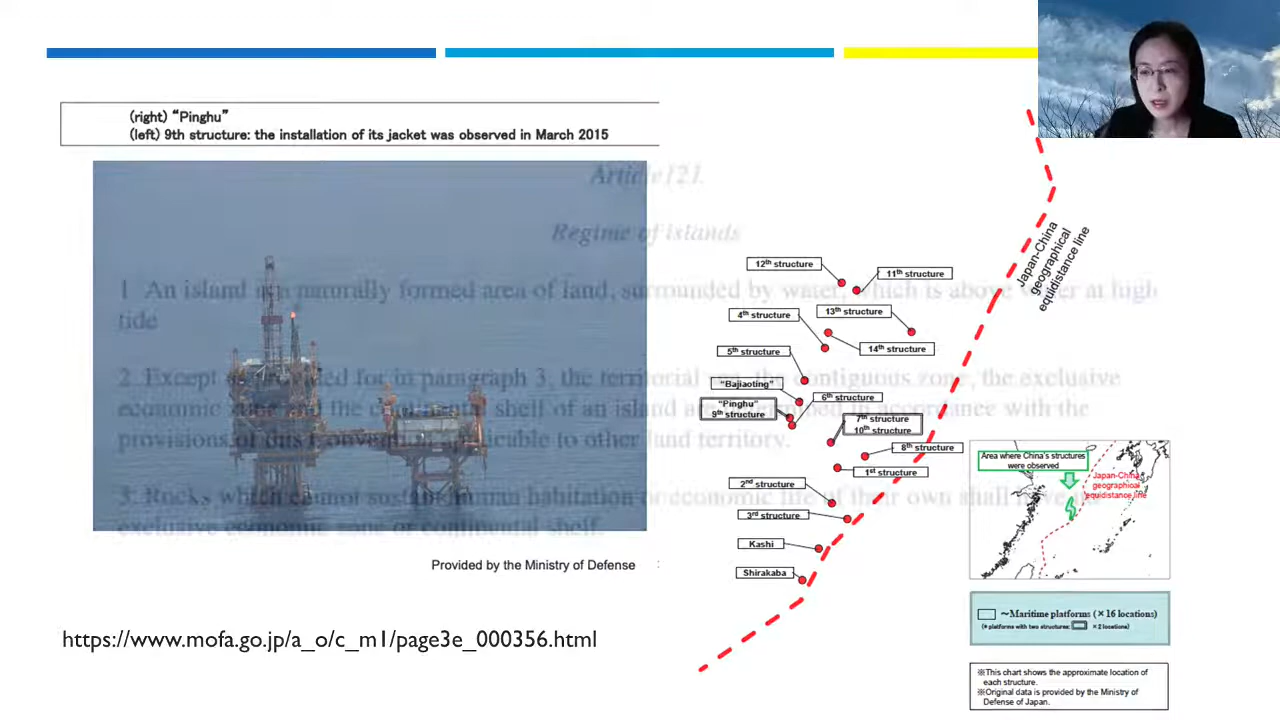 (right) “Pinghu”
(left) 9th structure: the installation of its jacket was observed in March 2015
Article 121.
Regime of islands
1 An island is a naturally formed area of land, surrounded by water, which is above water at high
tide
2 Except as provided for in paragraph 3, the territorial sea, the contiguous zone, the exclusive
economic zone and the continental shelf of an island are determined in accordance with the
provisions of this Convention applicable to other land territory.
3 Rocks which cannot sustain human habitation or economic life of their own shall have no
exclusive economic zone or continental shelf.
Provided by the Ministry of Defense
https://www.mofa.go.jp/a_o/c_m1/page3e_000356.html
Japan-China
geographical
equidistance line
12th structure
11th structure
4th structure
13th structure
14th structure
5th structure
“Bajiaoting”
“Pinghu”
9th structure
6th structure
7th structure
10th structure
8th structure
1st structure
2nd structure
3rd structure
Kashi
Shirakaba
Area where China's structures
were observed
Japan-China
geographical
equidistance line
～Maritime platforms (×16 locations)
(* platforms with two structures: × 2 locations)
※This chart shows the approximate location of
each structure.
※Original data is provided by the Ministry of
Defense of Japan.